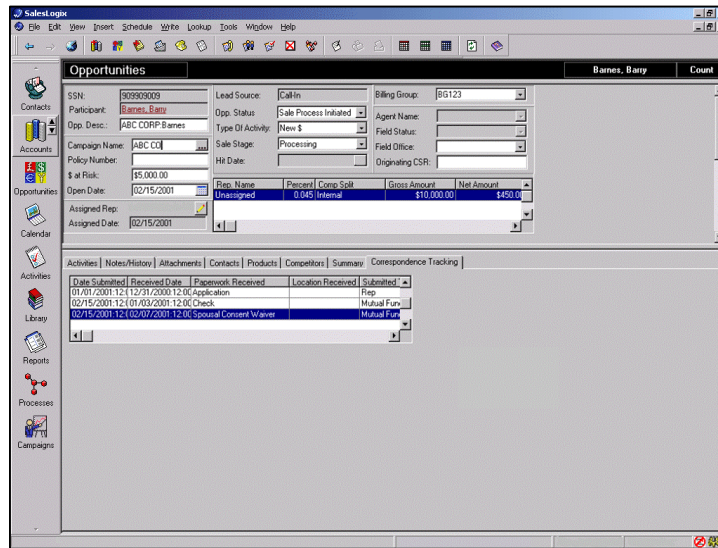 SalesLogix
File Edit View Insert Schedule Write Lookup Tools Window Help
Opportunities Barnes, Barry Count
Contacts
Accounts
Opportunities
Calendar
Activities
Library
Reports
Processes
Campaigns
SSN: 909909009
Participant: Barnes, Barry
Opp. Desc.: ABC CORP:Barnes
Campaign Name: ABC CO
Policy Number:
$ at Risk: $5,000.00
Open Date: 02/15/2001
Assigned Rep:
Assigned Date: 02/15/2001
Lead Source: Call-In
Opp. Status Sale Process Initiated
Type Of Activity: New $
Sale Stage: Processing
Hit Date:
Billing Group: BG123
Agent Name:
Field Status:
Field Office:
Originating CSR:
Rep. Name Percent Comp Split Gross Amount Net Amount
Unassigned 0.045 Internal $10,000.00 $450.0
Activities Notes/History Attachments Contacts Products Competitors Summary Correspondence Tracking
Date Submitted Received Date Paperwork Received Location Received Submitted
01/01/2001:12:( 12/31/2000:12:00 Application Rep
02/15/2001:12:( 01/03/2001:12:00 Check Mutual Fun
02/15/2001:12:( 02/07/2001:12:00 Spousal Consent Waiver Mutual Fun